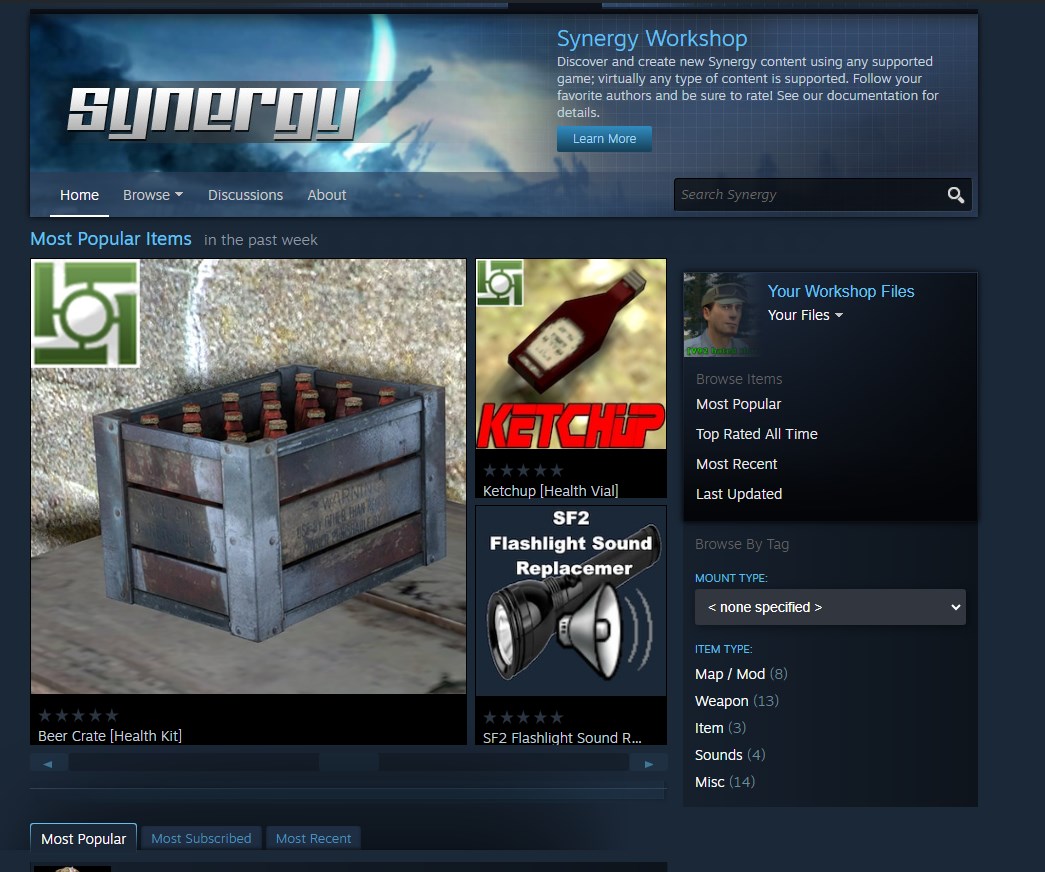 synergy
Synergy Workshop
Discover and create new Synergy content using any supported
game; virtually any type of content is supported. Follow your
favorite authors and be sure to rate! See our documentation for
details.
Learn More
Home
Browse
Discussions
About
Search Synergy
Most Popular Items in the past week
Beer Crate [Health Kit]
KETCHUP
Ketchup [Health Vial]
SF2
Flashlight Sound
Replacemer
SF2 Flashlight Sound R...
Your Workshop Files
Your Files
Browse Items
Most Popular
Top Rated All Time
Most Recent
Last Updated
Browse By Tag
MOUNT TYPE:
< none specified >
ITEM TYPE:
Map / Mod (8)
Weapon (13)
Item (3)
Sounds (4)
Misc (14)
Most Popular
Most Subscribed
Most Recent